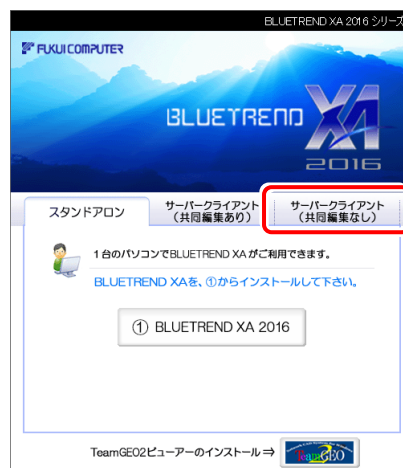 BLUETREND XA 2016 シリーズ
FUKUI COMPUTER
BLUETREND XA
2016
スタンドアロン
サーバークライアント
（共同編集あり）
サーバークライアント
（共同編集なし）
1台のパソコンでBLUETREND XAがご利用できます。
BLUETREND XAを、①からインストールして下さい。
① BLUETREND XA 2016
TeamGEO2ビューアーのインストール⇒
TeamGEO